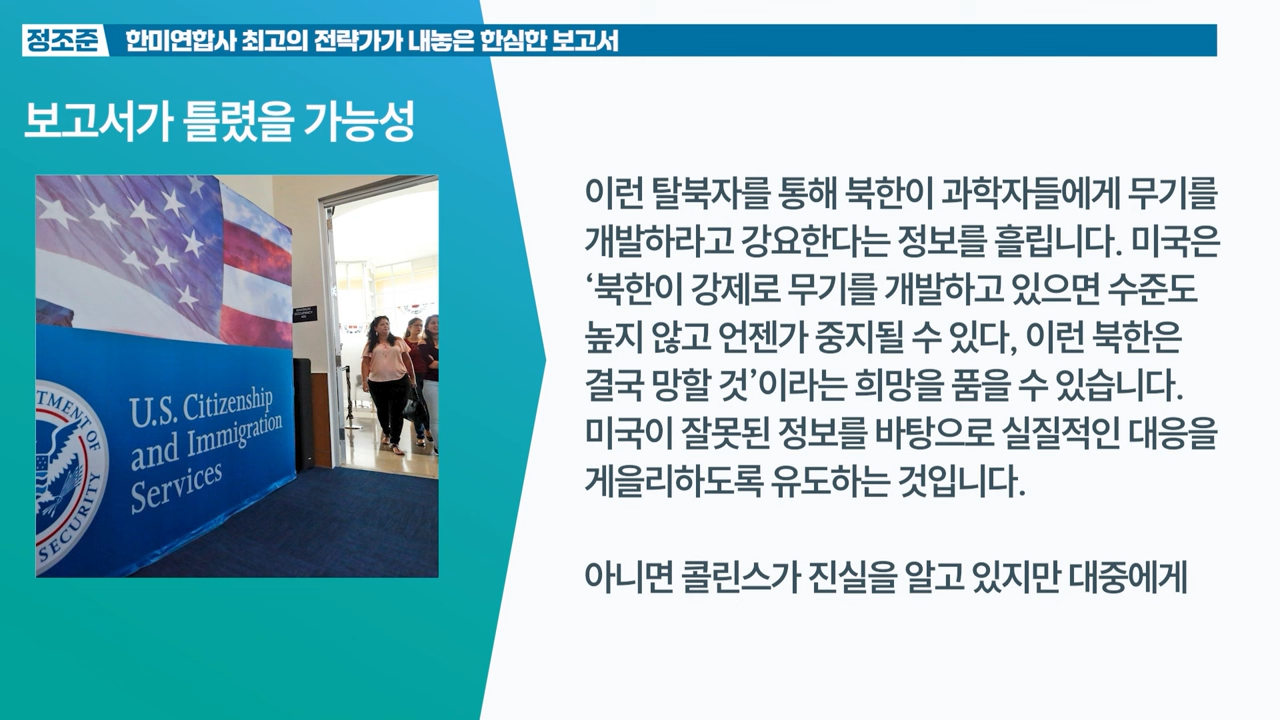 정조준 한미연합사 최고의 전략가가 내놓은 한심한 보고서
보고서가 틀렸을 가능성
U.S. Citizenship
and Immigration
Services
TMENT OF
SECURITY
이런 탈북자를 통해 북한이 과학자들에게 무기를
개발하라고 강요한다는 정보를 흘립니다. 미국은
‘북한이 강제로 무기를 개발하고 있으면 수준도
높지 않고 언젠가 중지될 수 있다, 이런 북한은
결국 망할 것’이라는 희망을 품을 수 있습니다.
미국이 잘못된 정보를 바탕으로 실질적인 대응을
게을리하도록 유도하는 것입니다.
아니면 콜린스가 진실을 알고 있지만 대중에게